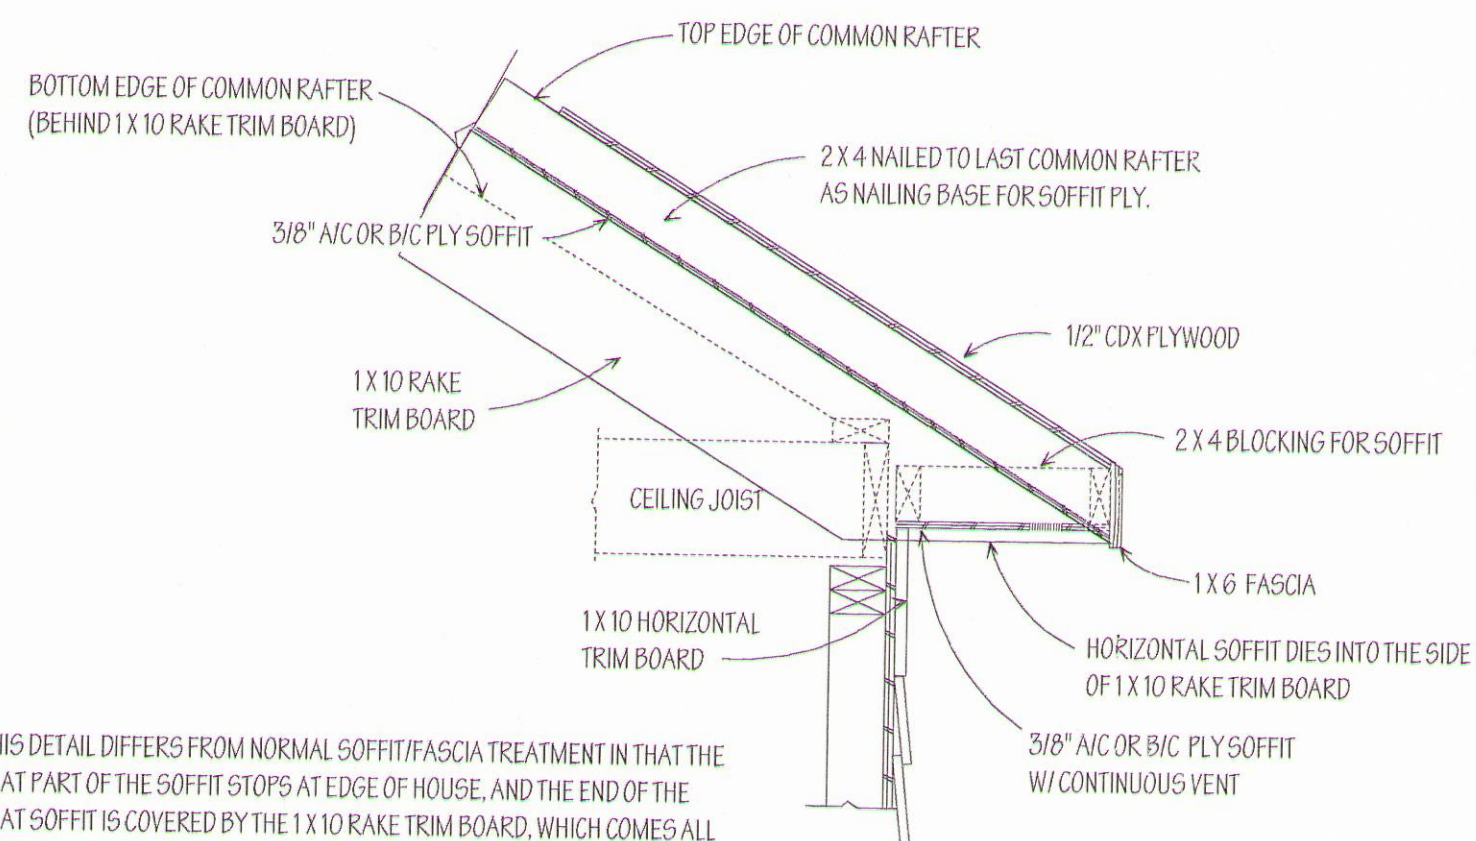 TOP EDGE OF COMMON RAFTER
BOTTOM EDGE OF COMMON RAFTER
(BEHIND 1 X 10 RAKE TRIM BOARD)
2 X 4 NAILED TO LAST COMMON RAFTER
AS NAILING BASE FOR SOFFIT PLY.
3/8" A/C OR B/C PLY SOFFIT
1/2" CDX PLYWOOD
1 X 10 RAKE
TRIM BOARD
2 X 4 BLOCKING FOR SOFFIT
CEILING JOIST
1 X 6 FASCIA
1 X 10 HORIZONTAL
TRIM BOARD
HORIZONTAL SOFFIT DIES INTO THE SIDE
OF 1 X 10 RAKE TRIM BOARD
3/8" A/C OR B/C PLY SOFFIT
W/ CONTINUOUS VENT
DETAIL DIFFERS FROM NORMAL SOFFIT/FASCIA TREATMENT IN THAT THE
PART OF THE SOFFIT STOPS AT EDGE OF HOUSE, AND THE END OF THE
SOFFIT IS COVERED BY THE 1 X 10 RAKE TRIM BOARD, WHICH COMES ALL